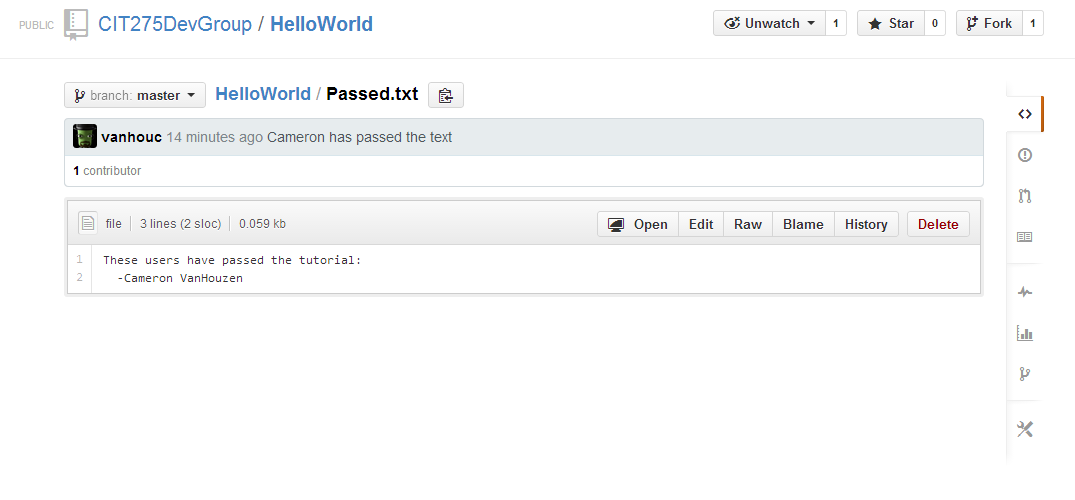 PUBLIC CIT275DevGroup / HelloWorld Unwatch 1 Star 0 Fork 1
branch: master HelloWorld / Passed.txt
vanhouc 14 minutes ago Cameron has passed the text
1 contributor
file 3 lines (2 sloc) 0.059 kb Open Edit Raw Blame History Delete
1 These users have passed the tutorial:
2 -Cameron VanHouzen